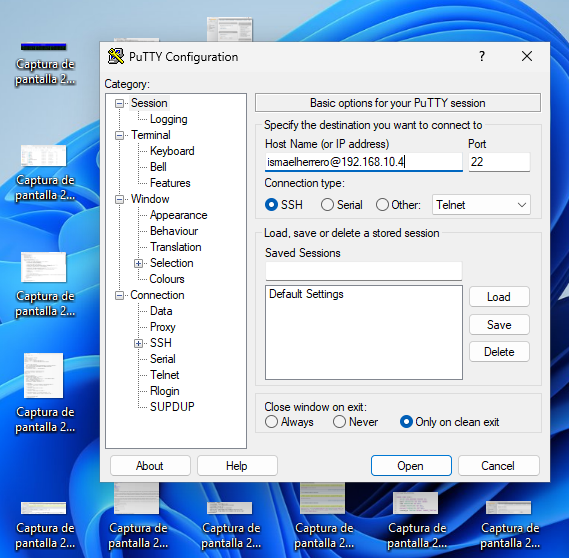 PuTTY Configuration
?
Category:
Session
Logging
Terminal
Keyboard
Bell
Features
Window
Appearance
Behaviour
Translation
Selection
Colours
Connection
Data
Proxy
SSH
Serial
Telnet
Rlogin
SUPDUP
Basic options for your PuTTY session
Specify the destination you want to connect to
Host Name (or IP address) Port
ismaelherrero@192.168.10.4 22
Connection type:
SSH Serial Other: Telnet
Load, save or delete a stored session
Saved Sessions
Default Settings
Load
Save
Delete
Close window on exit:
Always Never Only on clean exit
About Help Open Cancel
Captura de
pantalla 2...
Captura de
pantalla 2...
Captura de
pantalla 2...
Captura de
pantalla 2...
Captura de
pantalla 2...
Captura de
pantalla 2...
Captura de
pantalla 2...
Captura de
pantalla 2...
Captura de
pantalla 2...
Captura de
pantalla 2...